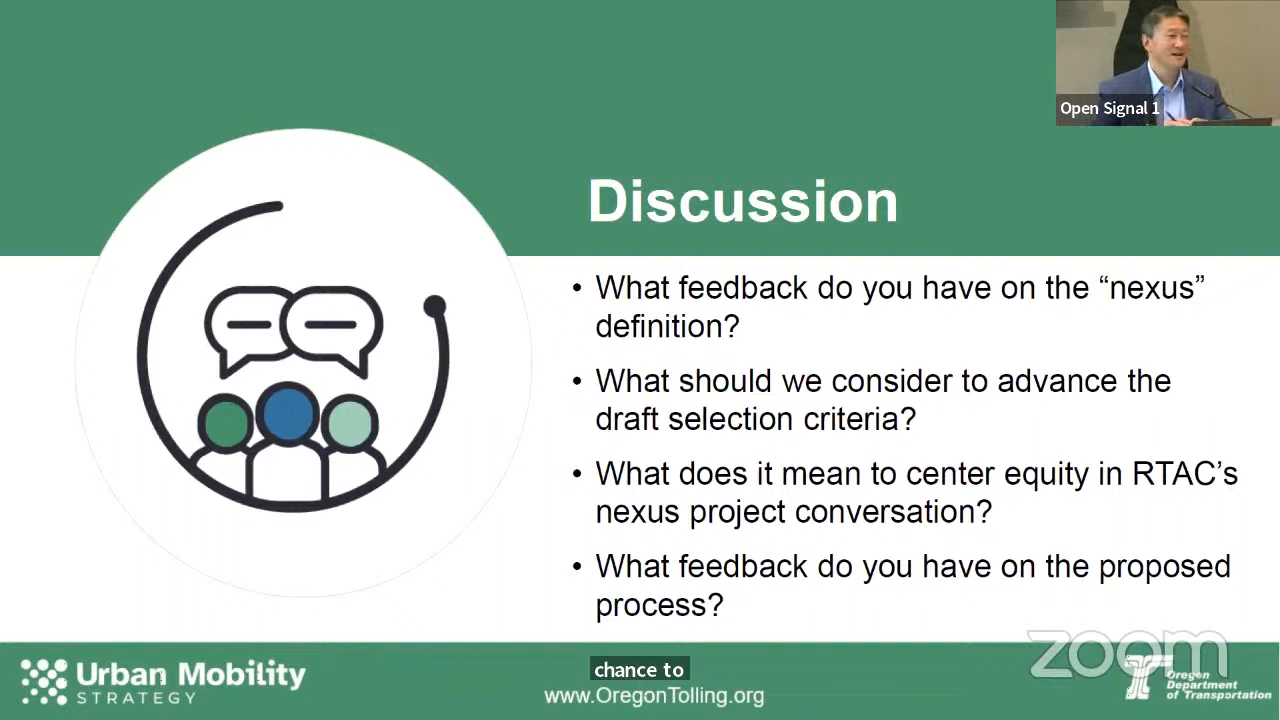 Open Signal 1
Discussion
• What feedback do you have on the “nexus”
definition?
• What should we consider to advance the
draft selection criteria?
• What does it mean to center equity in RTAC’s
nexus project conversation?
• What feedback do you have on the proposed
process?
zoom
Urban Mobility
STRATEGY
chance to
www.OregonTolling.org
Oregon
Department
of Transportation